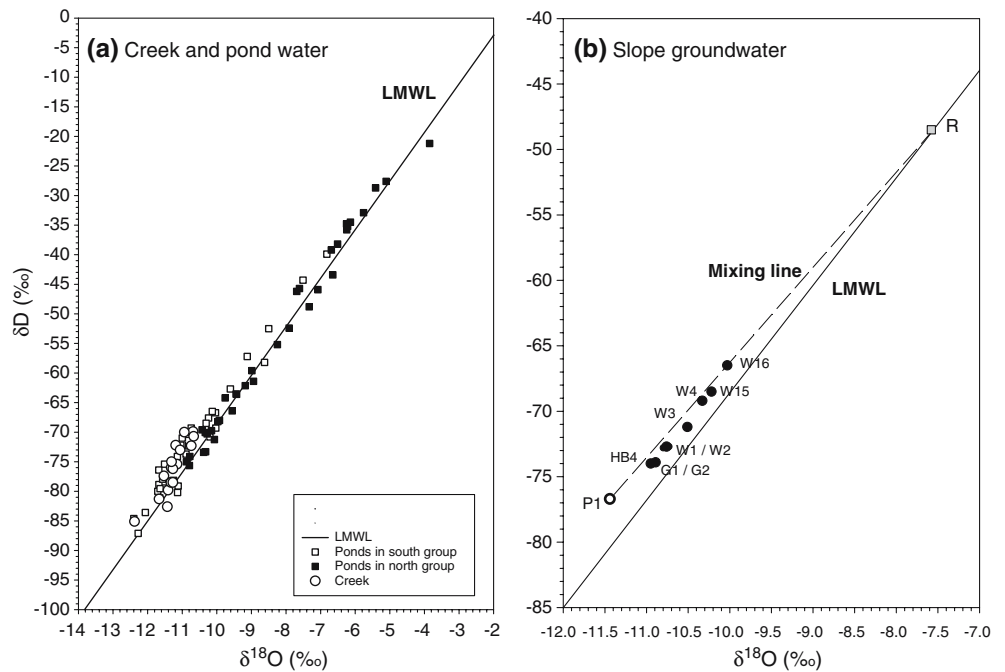 (a) Creek and pond water
LMWL
δD (‰)
0
-5
-10
-15
-20
-25
-30
-35
-40
-45
-50
-55
-60
-65
-70
-75
-80
-85
-90
-95
-100
-14 -13 -12 -11 -10 -9 -8 -7 -6 -5 -4 -3 -2
δ18O (‰)
LMWL
Ponds in south group
Ponds in north group
Creek
(b) Slope groundwater
R
Mixing line
LMWL
W16
W4 W15
W3
W1 / W2
HB4
G1 / G2
P1
-40
-45
-50
-55
-60
-65
-70
-75
-80
-85
-12.0 -11.5 -11.0 -10.5 -10.0 -9.5 -9.0 -8.5 -8.0 -7.5 -7.0
δ18O (‰)